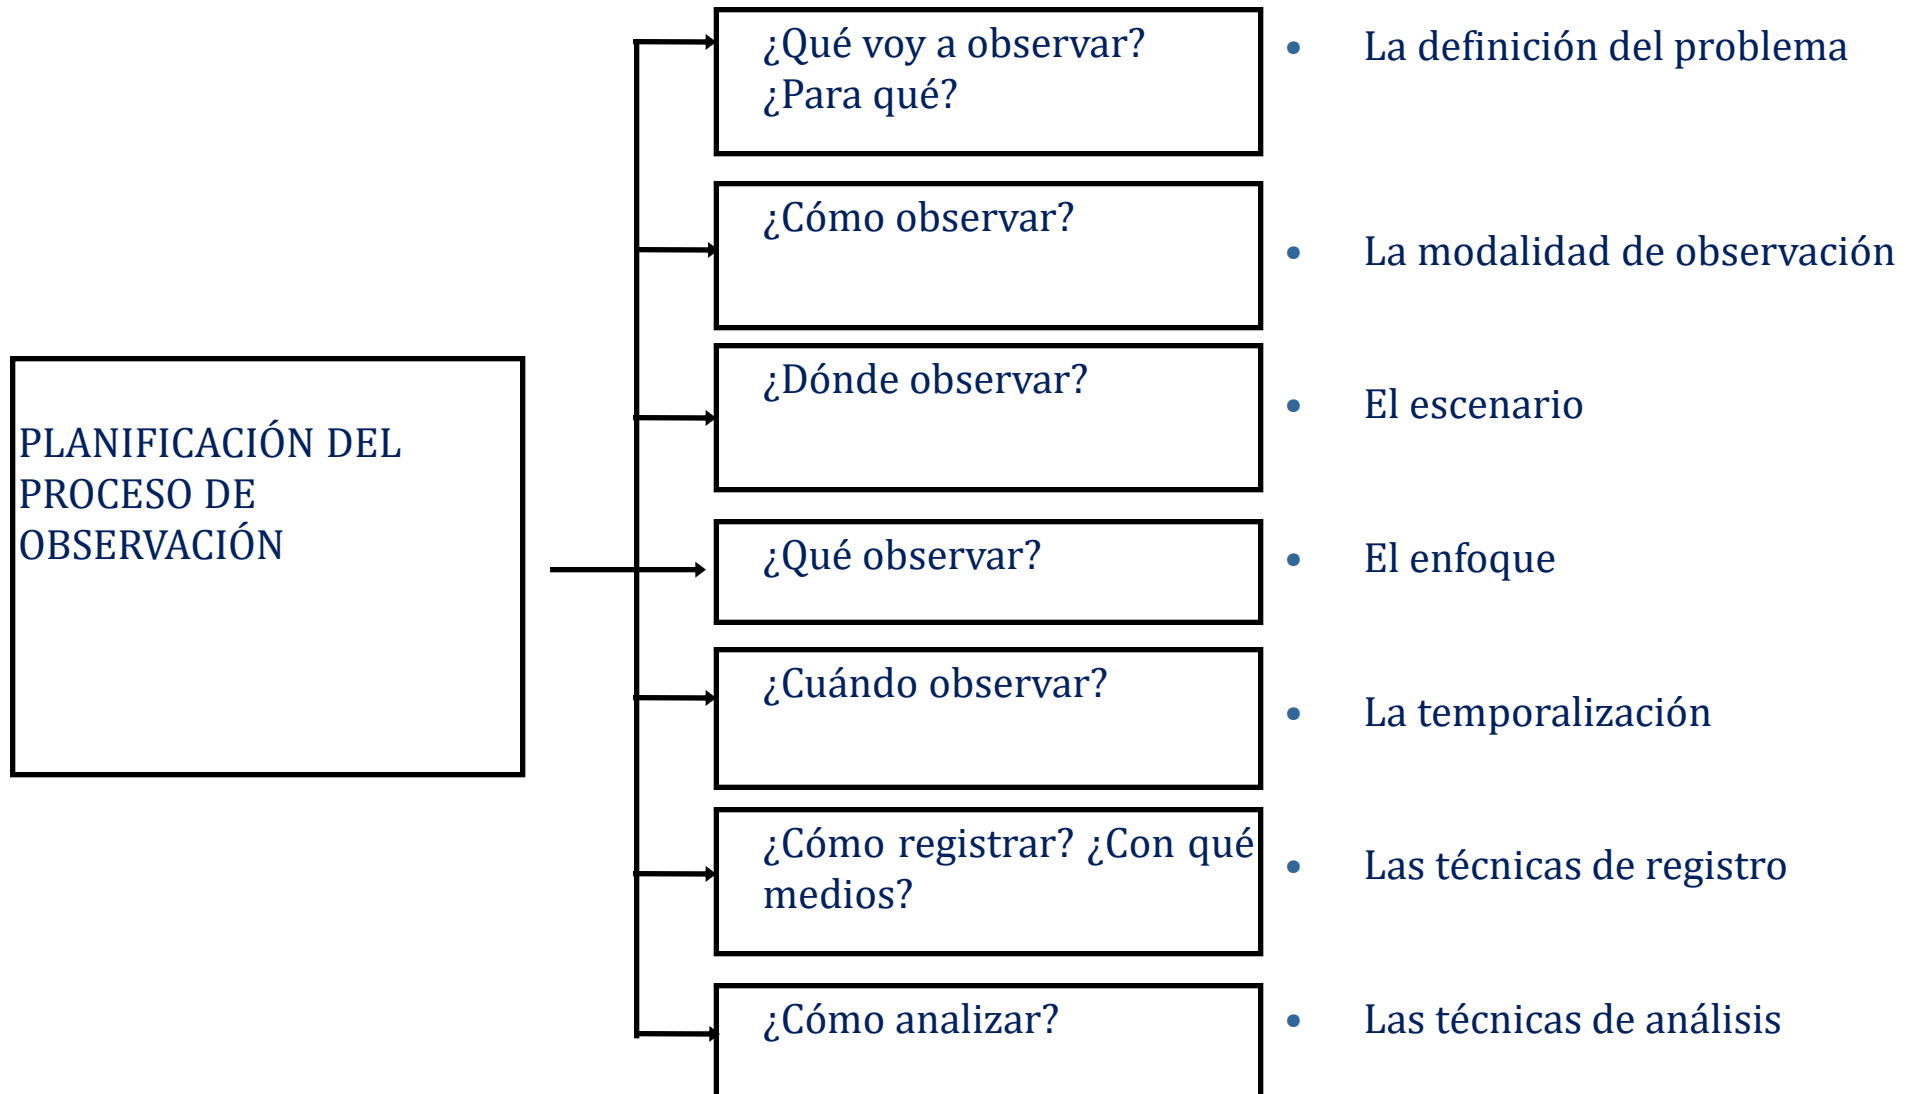 ¿Qué voy a observar?
¿Para qué?
• La definición del problema
¿Cómo observar?
• La modalidad de observación
¿Dónde observar?
• El escenario
PLANIFICACIÓN DEL
PROCESO DE
OBSERVACIÓN
¿Qué observar?
• El enfoque
¿Cuándo observar?
• La temporalización
¿Cómo registrar? ¿Con qué
medios?
• Las técnicas de registro
¿Cómo analizar?
• Las técnicas de análisis